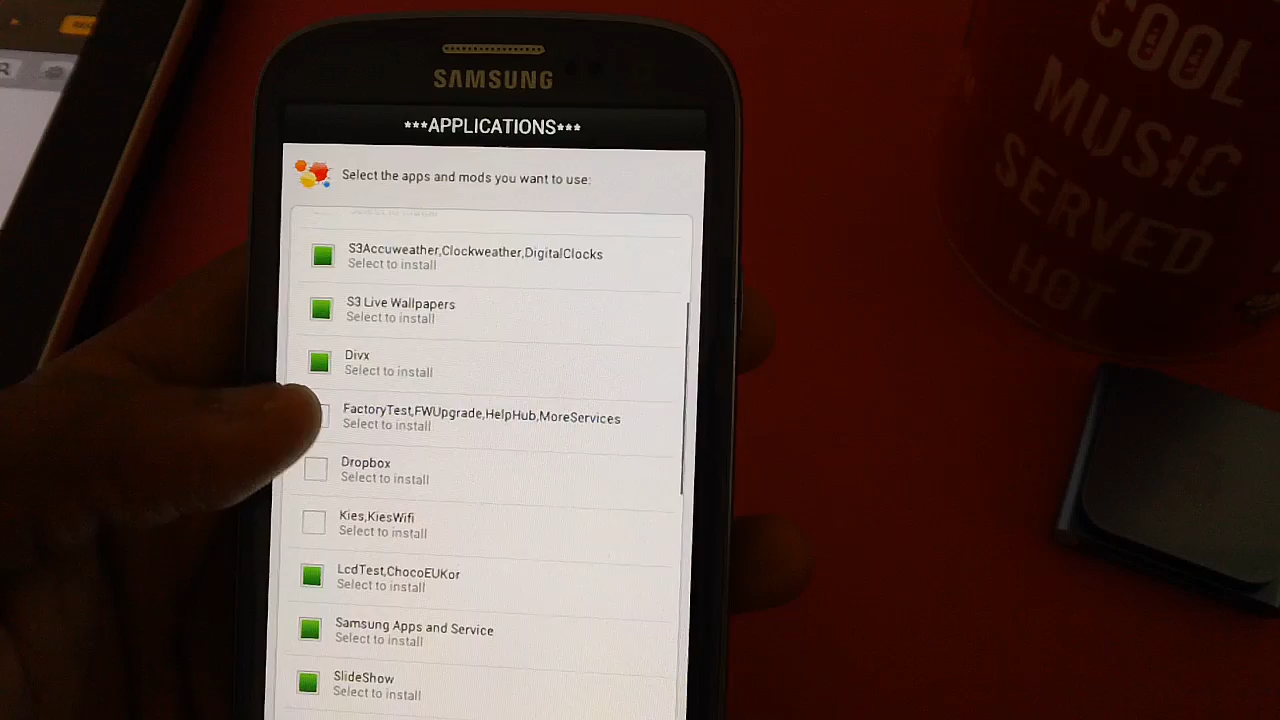 R
SAMSUNG
***APPLICATIONS***
Select the apps and mods you want to use:
S3Accuweather,Clockweather,DigitalClocks
Select to install
S3 Live Wallpapers
Select to install
Divx
Select to install
FactoryTest,FWUpgrade,HelpHub,MoreServices
Select to install
Dropbox
Select to install
Kies,KiesWifi
Select to install
LcdTest,ChocoEUKor
Select to install
Samsung Apps and Service
Select to install
SlideShow
Select to install
COOL
MUSIC
SERVED
HOT